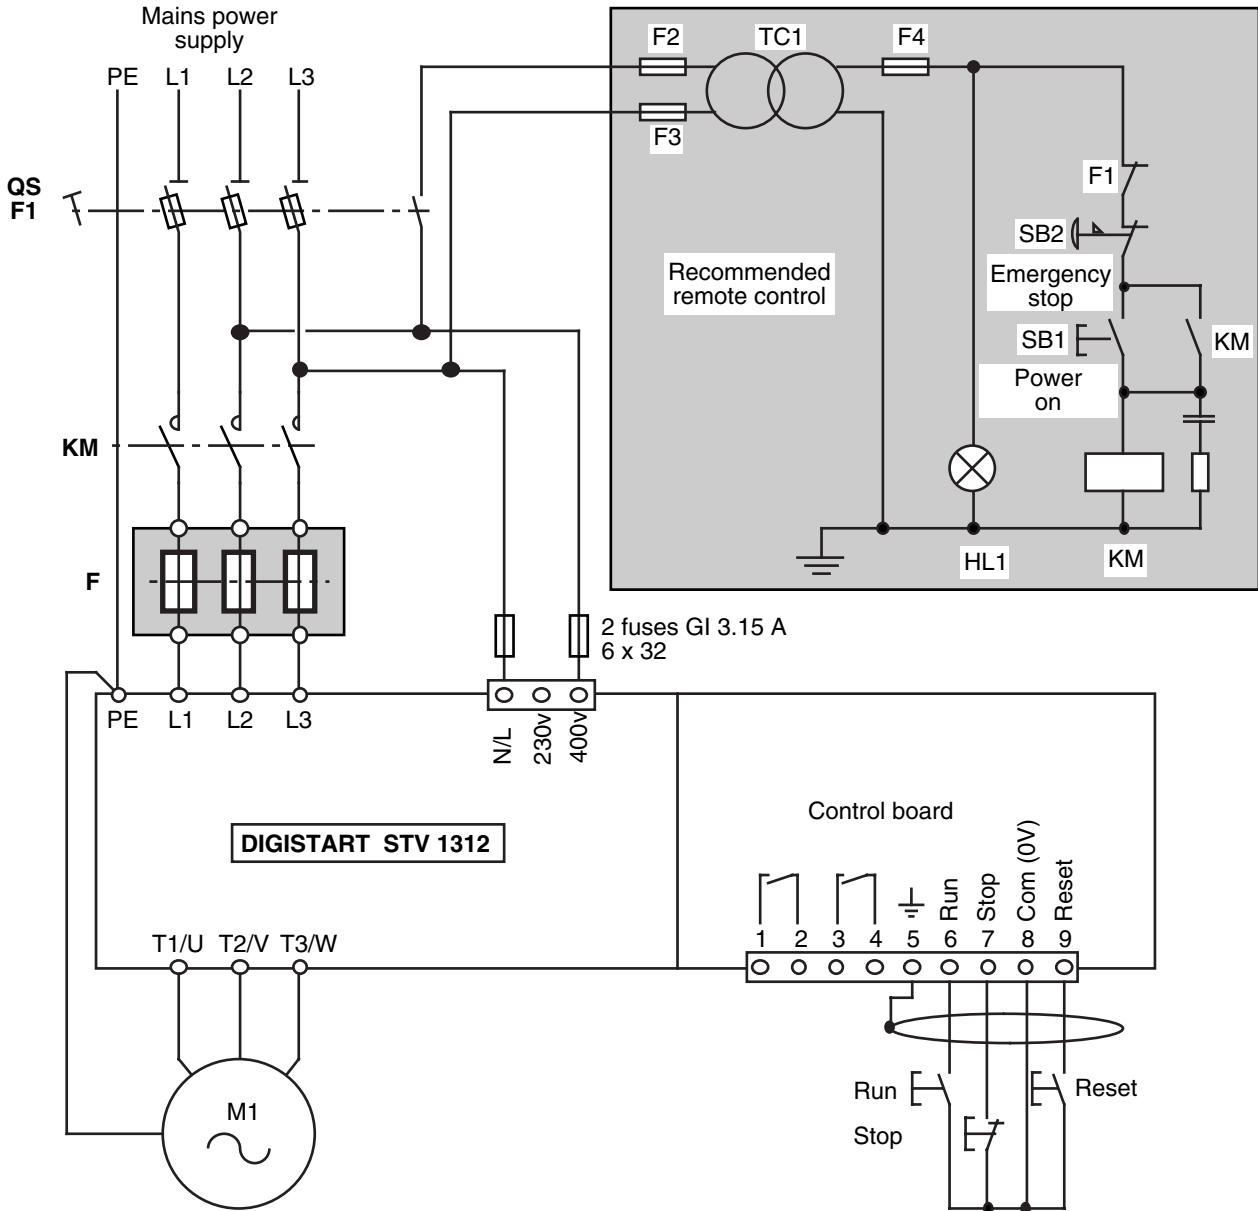 Mains power
supply
PE L1 L2 L3
QS
F1
KM
F
F2
TC1
F4
F3
F1
SB2
Emergency
stop
Recommended
remote control
SB1
KM
Power
on
HL1
KM
2 fuses GI 3.15 A
6 x 32
PE L1 L2 L3
N/L
230v
400v
DIGISTART STV 1312
Control board
Run
Stop
Com (0V)
Reset
1 2 3 4 5 6 7 8 9
T1/U T2/V T3/W
M1
Run
Reset
Stop